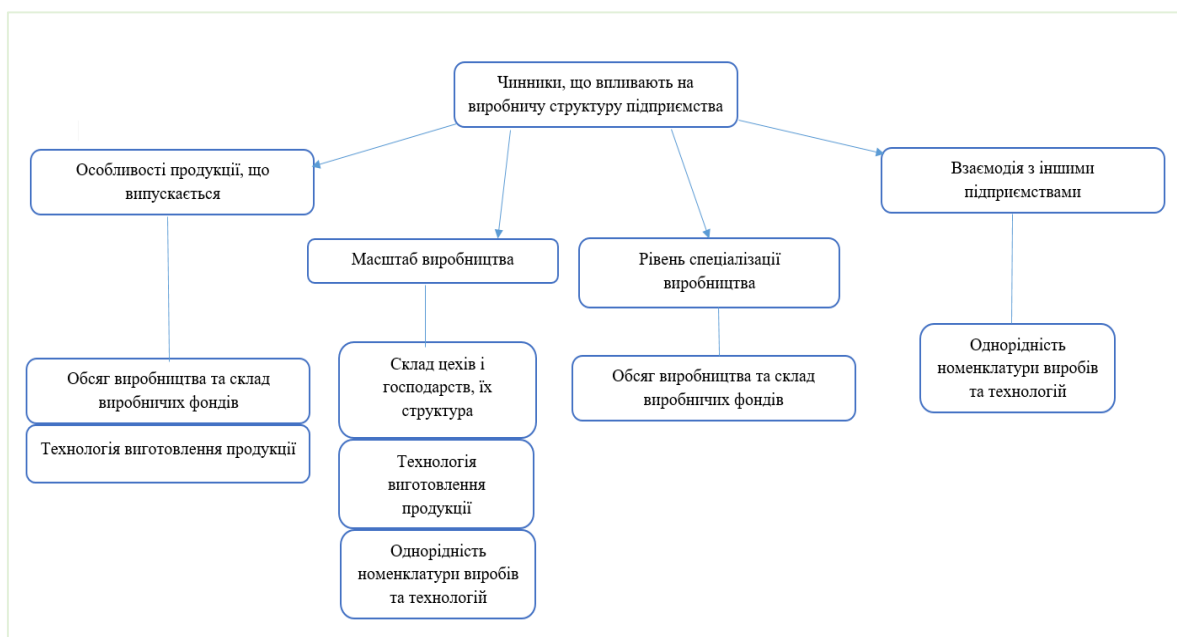 Чинники, що впливають на
виробничу структуру підприємства
Особливості продукції, що
випускається
Взаємодія з іншими
підприємствами
Масштаб виробництва
Рівень спеціалізації
виробництва
Обсяг виробництва та склад
виробничих фондів
Технологія виготовлення продукції
Склад цехів і
господарств, їх
структура
Технологія
виготовлення
продукції
Однорідність
номенклатури виробів
та технологій
Обсяг виробництва та склад
виробничих фондів
Однорідність
номенклатури виробів
та технологій